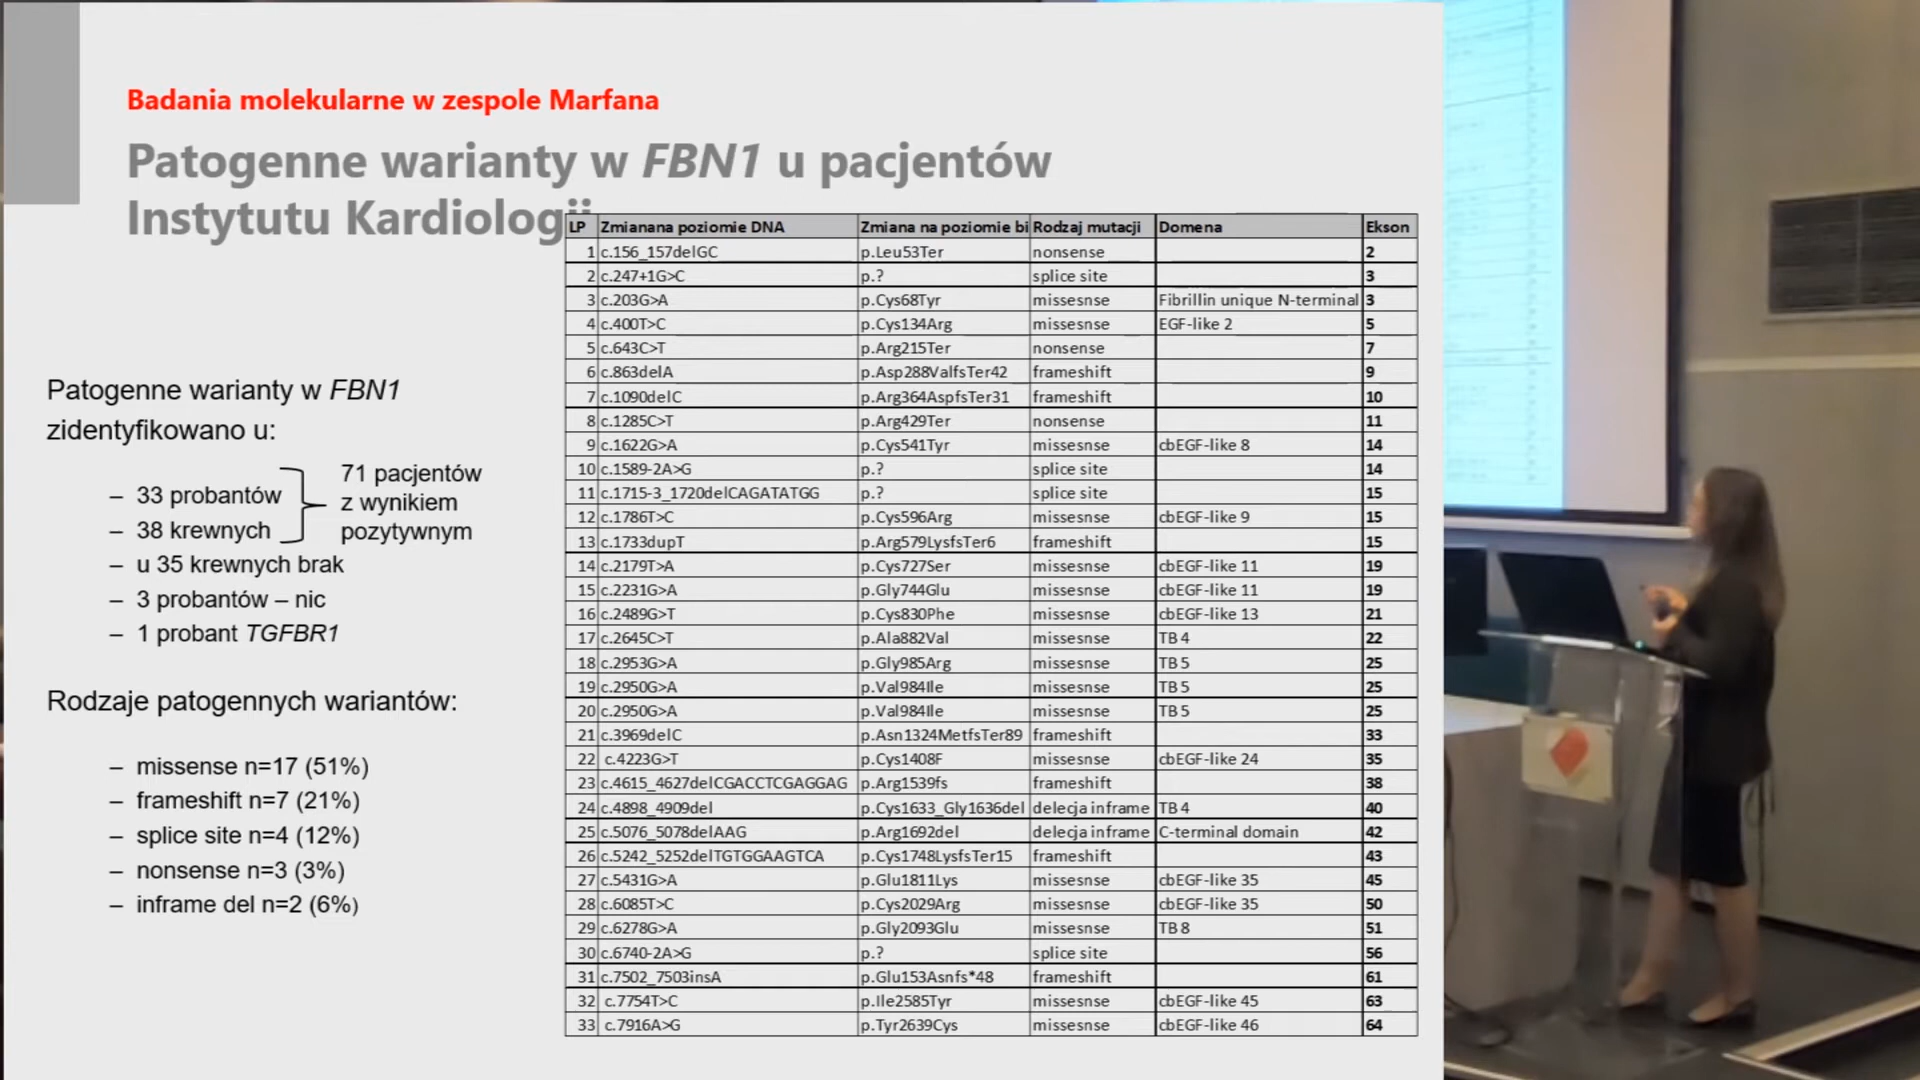 Badania molekularne w zespole Marfana
Patogenne warianty w FBN1 u pacjentów
Instytutu Kardiologii
Patogenne warianty w FBN1
zidentyfikowano u:
– 33 probantów
– 38 krewnych
71 pacjentów
z wynikiem
pozytywnym
– u 35 krewnych brak
– 3 probantów – nic
– 1 probant TGFBR1
Rodzaje patogennych wariantów:
– missense n=17 (51%)
– frameshift n=7 (21%)
– splice site n=4 (12%)
– nonsense n=3 (3%)
– inframe del n=2 (6%)
LP Zmianana poziomie DNA Zmiana na poziomie bi Rodzaj mutacji Domena Ekson
1 c.156_157delGC p.Leu53Ter nonsense 2
2 c.247+1G>C p.? splice site 3
3 c.203G>A p.Cys68Tyr missesnse Fibrillin unique N-terminal 3
4 c.400T>C p.Cys134Arg missesnse EGF-like 2 5
5 c.643C>T p.Arg215Ter nonsense 7
6 c.863delA p.Asp288ValfsTer42 frameshift 9
7 c.1090delC p.Arg364AspfsTer31 frameshift 10
8 c.1285C>T p.Arg429Ter nonsense 11
9 c.1622G>A p.Cys541Tyr missesnse cbEGF-like 8 14
10 c.1589-2A>G p.? splice site 14
11 c.1715-3_1720delCAGATATGG p.? splice site 15
12 c.1786T>C p.Cys596Arg missesnse cbEGF-like 9 15
13 c.1733dupT p.Arg579LysfsTer6 frameshift 15
14 c.2179T>A p.Cys727Ser missesnse cbEGF-like 11 19
15 c.2231G>A p.Gly744Glu missesnse cbEGF-like 11 19
16 c.2489G>T p.Cys830Phe missesnse cbEGF-like 13 21
17 c.2645C>T p.Ala882Val missesnse TB 4 22
18 c.2953G>A p.Gly985Arg missesnse TB 5 25
19 c.2950G>A p.Val984Ile missesnse TB 5 25
20 c.2950G>A p.Val984Ile missesnse TB 5 25
21 c.3969delC p.Asn1324MetfsTer89 frameshift 33
22 c.4223G>T p.Cys1408F missesnse cbEGF-like 24 35
23 c.4615_4627delCGACCTCGAGGAG p.Arg1539fs frameshift 38
24 c.4898_4909del p.Cys1633_Gly1636del delecja inframe TB 4 40
25 c.5076_5078delAAG p.Arg1692del delecja inframe C-terminal domain 42
26 c.5242_5252delTGTGGAAGTCA p.Cys1748LysfsTer15 frameshift 43
27 c.5431G>A p.Glu1811Lys missesnse cbEGF-like 35 45
28 c.6085T>C p.Cys2029Arg missesnse cbEGF-like 35 50
29 c.6278G>A p.Gly2093Glu missesnse TB 8 51
30 c.6740-2A>G p.? splice site 56
31 c.7502_7503insA p.Glu153Asnfs*48 frameshift 61
32 c.7754T>C p.Ile2585Tyr missesnse cbEGF-like 45 63
33 c.7916A>G p.Tyr2639Cys missesnse cbEGF-like 46 64